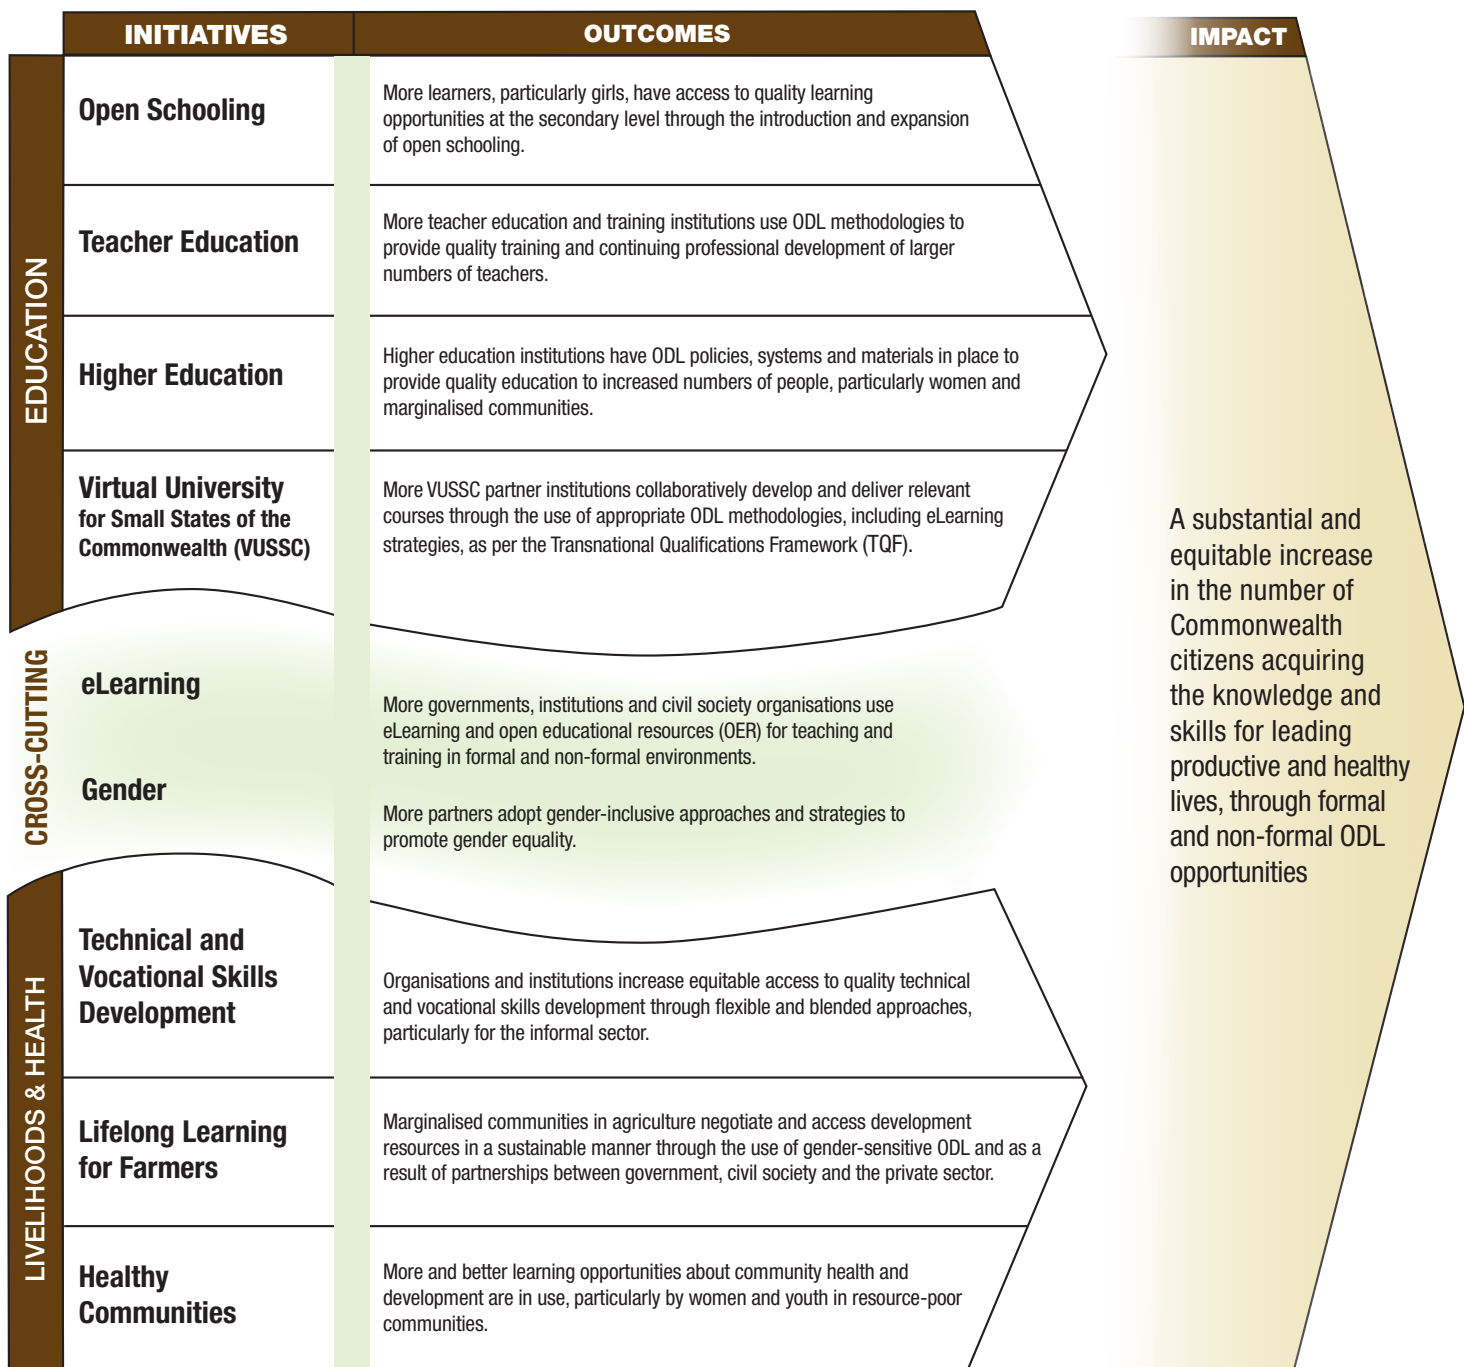 INITIATIVES
OUTCOMES
IMPACT
EDUCATION
Open Schooling
More learners, particularly girls, have access to quality learning
opportunities at the secondary level through the introduction and expansion
of open schooling.
Teacher Education
More teacher education and training institutions use ODL methodologies to
provide quality training and continuing professional development of larger
numbers of teachers.
Higher Education
Higher education institutions have ODL policies, systems and materials in place to
provide quality education to increased numbers of people, particularly women and
marginalised communities.
Virtual University
for Small States of the
Commonwealth (VUSSC)
More VUSSC partner institutions collaboratively develop and deliver relevant
courses through the use of appropriate ODL methodologies, including eLearning
strategies, as per the Transnational Qualifications Framework (TQF).
CROSS-CUTTING
eLearning
More governments, institutions and civil society organisations use
eLearning and open educational resources (OER) for teaching and
training in formal and non-formal environments.
Gender
More partners adopt gender-inclusive approaches and strategies to
promote gender equality.
LIVELIHOODS & HEALTH
Technical and
Vocational Skills
Development
Organisations and institutions increase equitable access to quality technical
and vocational skills development through flexible and blended approaches,
particularly for the informal sector.
Lifelong Learning
for Farmers
Marginalised communities in agriculture negotiate and access development
resources in a sustainable manner through the use of gender-sensitive ODL and as a
result of partnerships between government, civil society and the private sector.
Healthy
Communities
More and better learning opportunities about community health and
development are in use, particularly by women and youth in resource-poor
communities.
A substantial and
equitable increase
in the number of
Commonwealth
citizens acquiring
the knowledge and
skills for leading
productive and healthy
lives, through formal
and non-formal ODL
opportunities